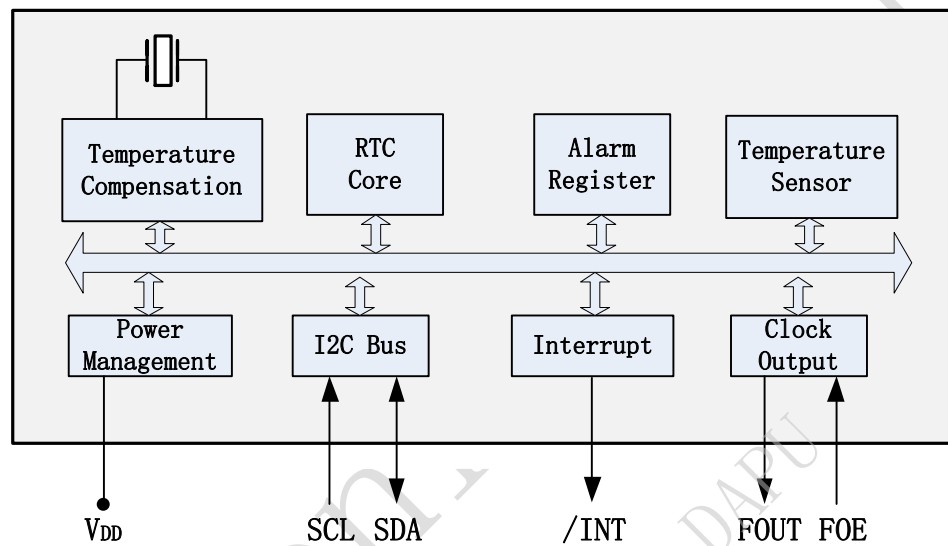 Temperature
Compensation
RTC
Core
Alarm
Register
Temperature
Sensor
Power
Management
I2C Bus
Interrupt
Clock
Output
VDD
SCL SDA
/INT
FOUT FOE
DAPU